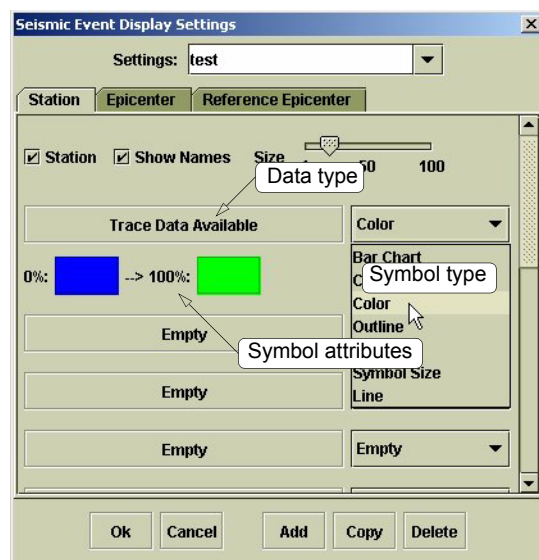 Seismic Event Display Settings
Settings: test
Station Epicenter Reference Epicenter
Station Show Names Size 50 100
Data type
Trace Data Available Color
Bar Chart
Symbol type
0%: --> 100%:
Color
Outline
Empty
Symbol attributes
Symbol Size
Empty
Line
Empty Empty
Ok Cancel Add Copy Delete